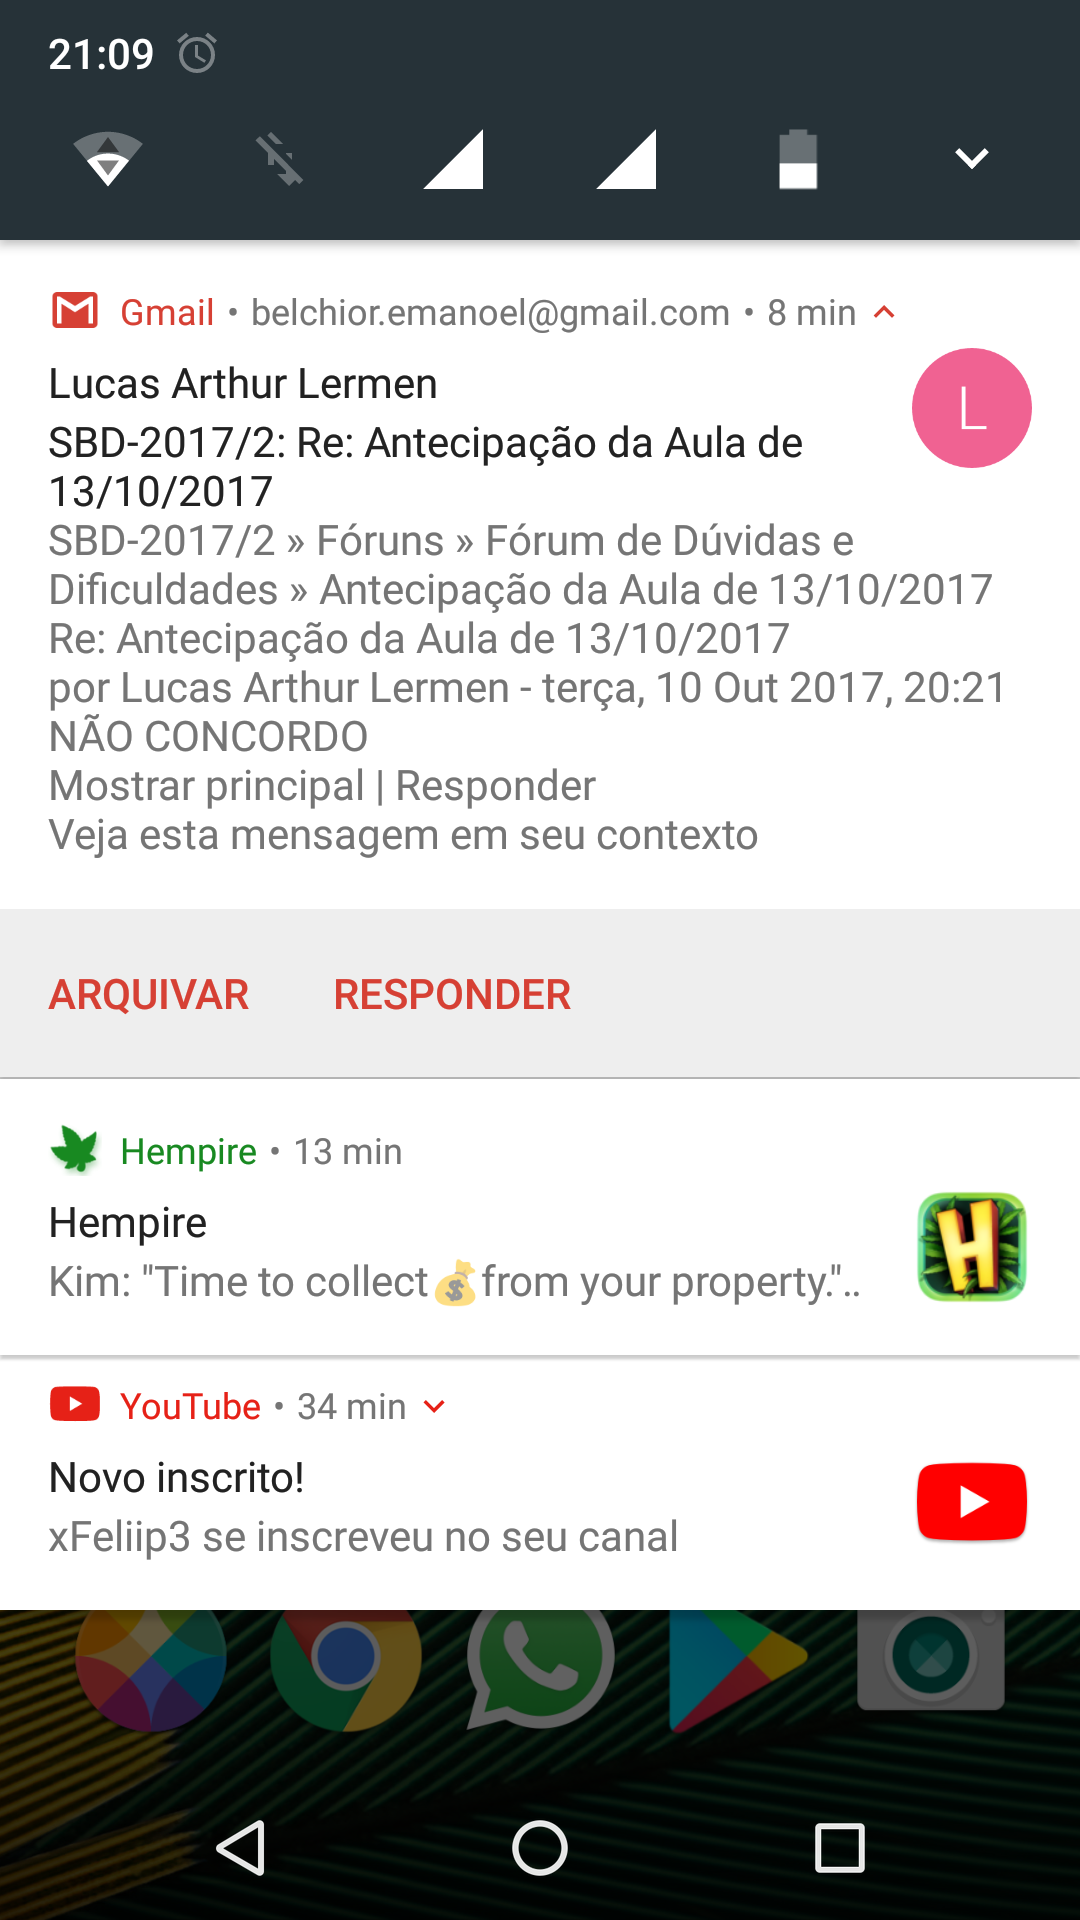 21:09
Gmail • belchior.emanoel@gmail.com • 8 min
Lucas Arthur Lermen
L
SBD-2017/2: Re: Antecipação da Aula de
13/10/2017
SBD-2017/2 » Fóruns » Fórum de Dúvidas e
Dificuldades » Antecipação da Aula de 13/10/2017
Re: Antecipação da Aula de 13/10/2017
por Lucas Arthur Lermen - terça, 10 Out 2017, 20:21
NÃO CONCORDO
Mostrar principal | Responder
Veja esta mensagem em seu contexto
ARQUIVAR RESPONDER
Hempire • 13 min
Hempire
H
Kim: "Time to collect💰from your property."..
YouTube • 34 min
Novo inscrito!
xFeliip3 se inscreveu no seu canal